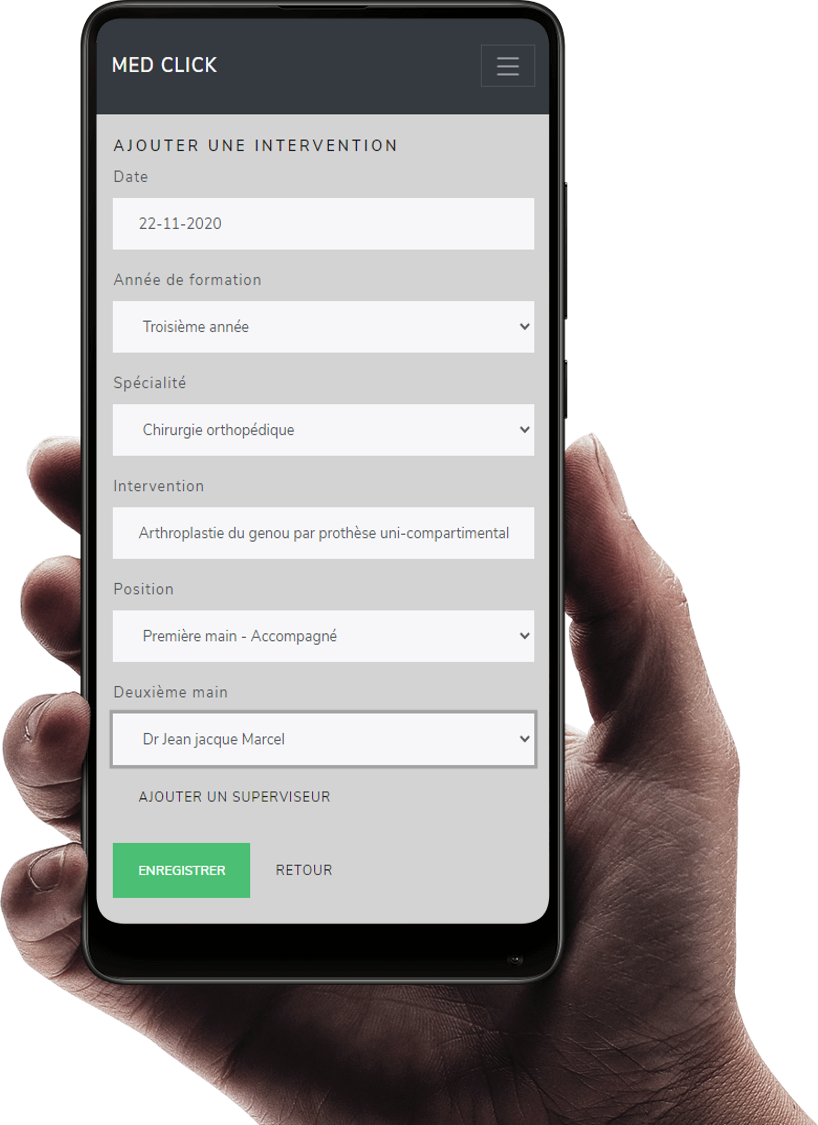 MED CLICK
AJOUTER UNE INTERVENTION
Date
22-11-2020
Année de formation
Troisième année
Spécialité
Chirurgie orthopédique
Intervention
Arthroplastie du genou par prothèse uni-compartimental
Position
Première main - Accompagné
Deuxième main
Dr Jean jacque Marcel
AJOUTER UN SUPERVISEUR
ENREGISTRER RETOUR